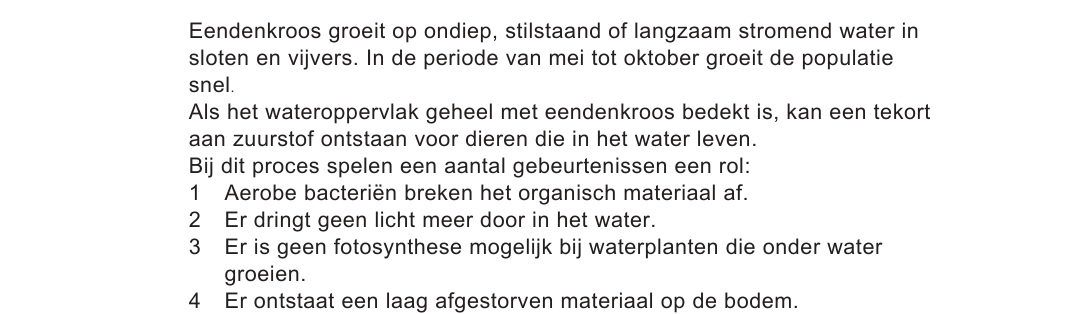 Eendenkroos groeit op ondiep, stilstaand of langzaam stromend water in
sloten en vijvers. In de periode van mei tot oktober groeit de populatie
snel.
Als het wateroppervlak geheel met eendenkroos bedekt is, kan een tekort
aan zuurstof ontstaan voor dieren die in het water leven.
Bij dit proces spelen een aantal gebeurtenissen een rol:
1 Aerobe bacteriën breken het organisch materiaal af.
2 Er dringt geen licht meer door in het water.
3 Er is geen fotosynthese mogelijk bij waterplanten die onder water
groeien.
4 Er ontstaat een laag afgestorven materiaal op de bodem.